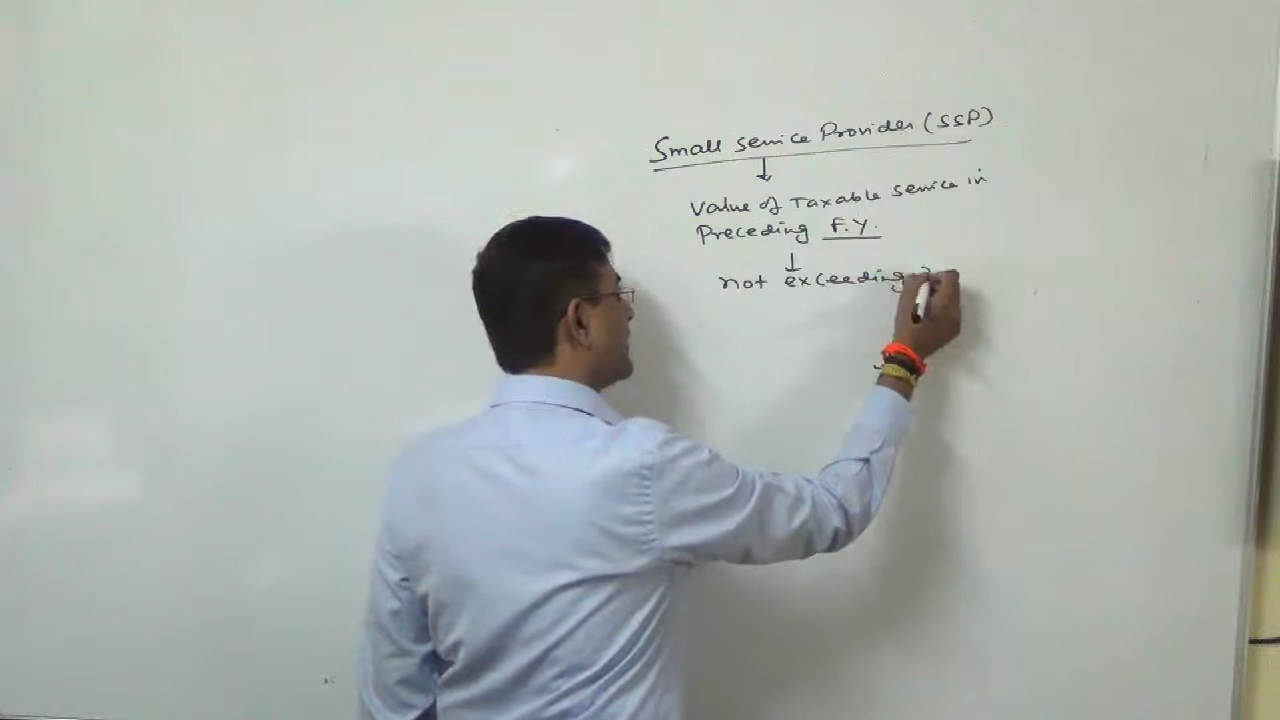 Small service Provider (SSP)
Value of Taxable service in
Preceding F.Y.
not exceeding